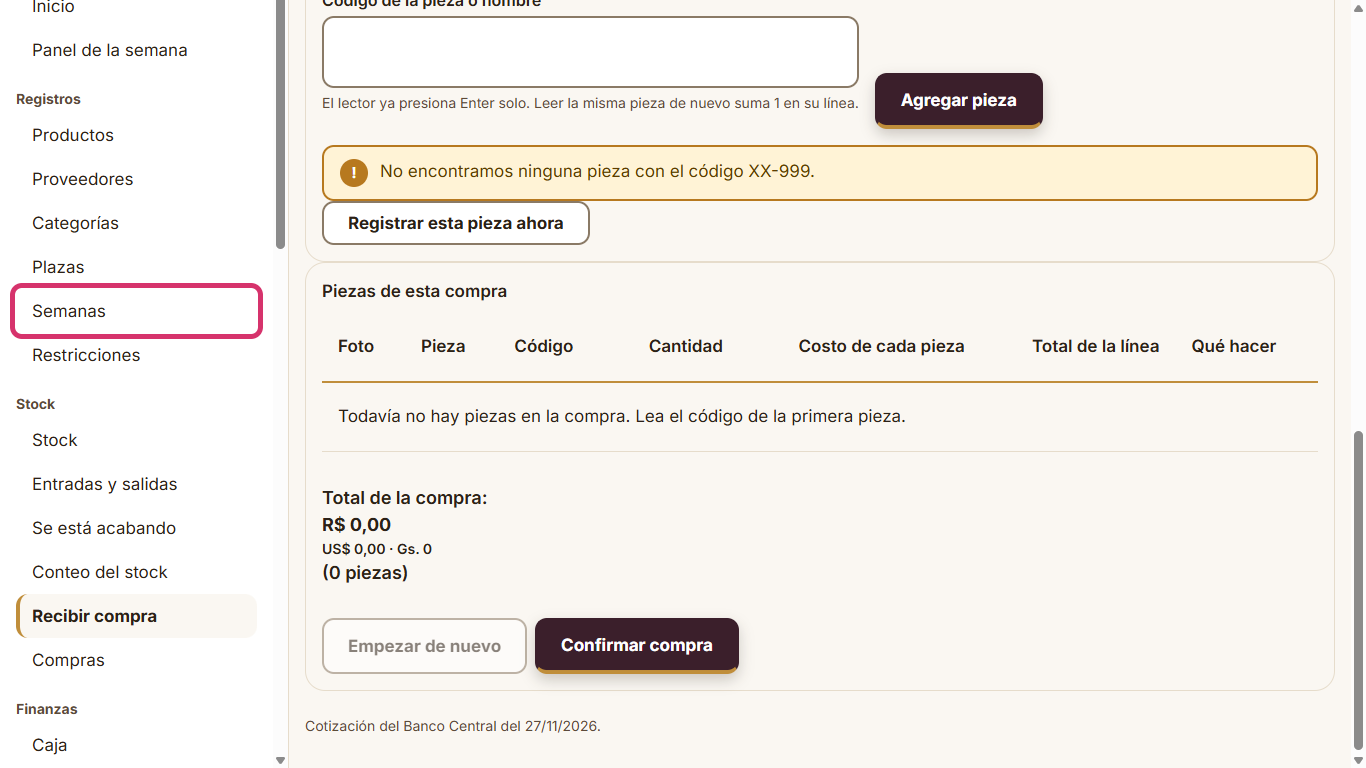 Inicio
Panel de la semana
Registros
Productos
Proveedores
Categorías
Plazas
Semanas
Restricciones
Stock
Stock
Entradas y salidas
Se está acabando
Conteo del stock
Recibir compra
Compras
Finanzas
Caja
Código de la pieza o nombre
El lector ya presiona Enter solo. Leer la misma pieza de nuevo suma 1 en su línea.
Agregar pieza
! No encontramos ninguna pieza con el código XX-999.
Registrar esta pieza ahora
Piezas de esta compra
Foto Pieza Código Cantidad Costo de cada pieza Total de la línea Qué hacer
Todavía no hay piezas en la compra. Lea el código de la primera pieza.
Total de la compra:
R$ 0,00
US$ 0,00 · Gs. 0
(0 piezas)
Empezar de nuevo Confirmar compra
Cotización del Banco Central del 27/11/2026.